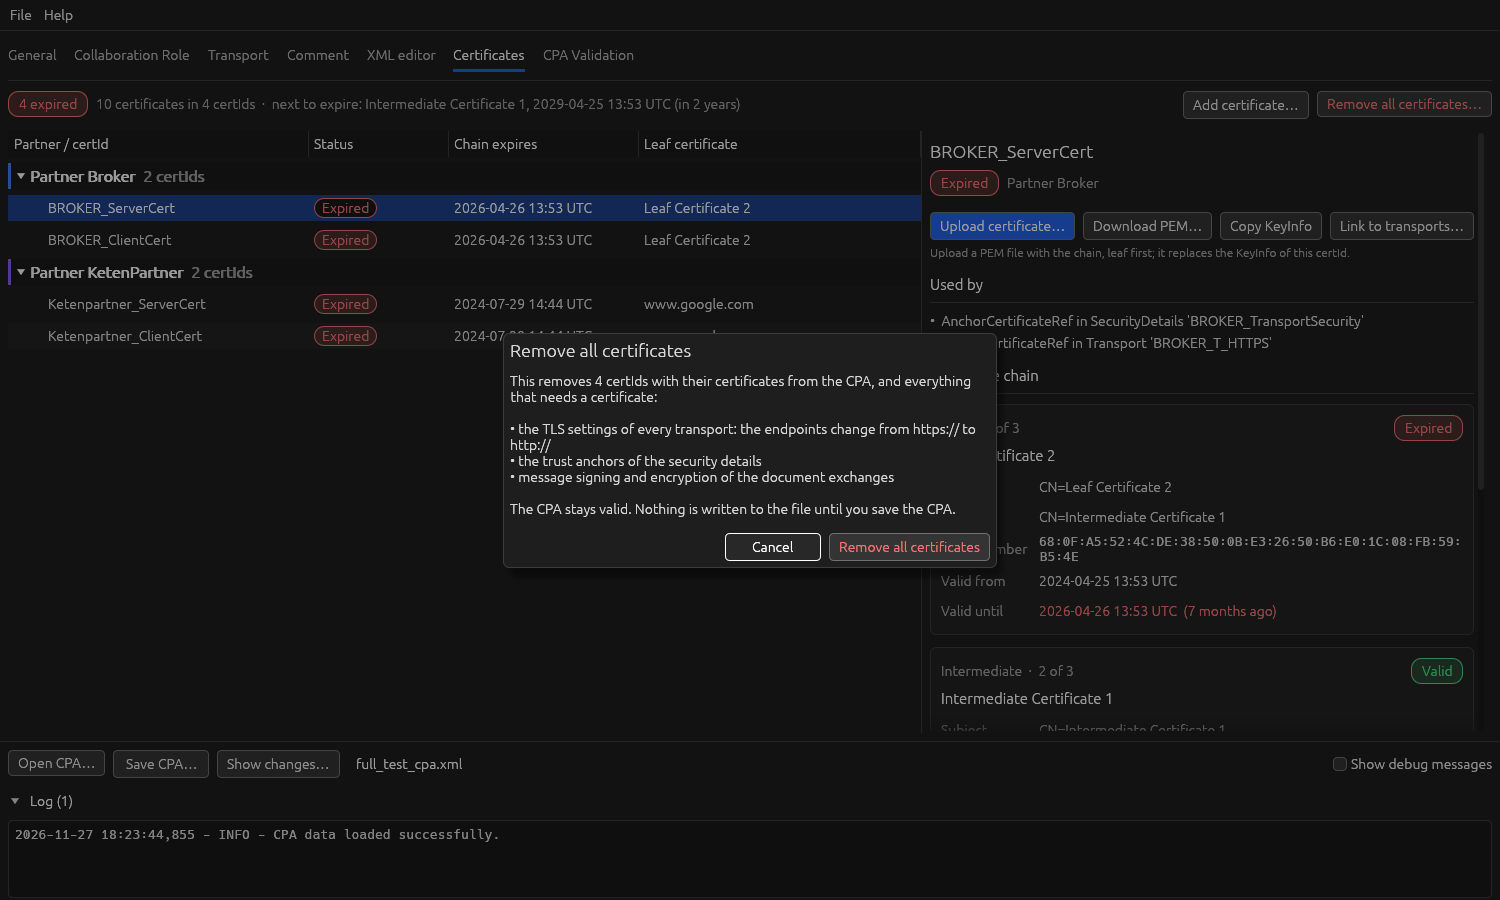 File Help
General Collaboration Role Transport Comment XML editor Certificates CPA Validation
4 expired 10 certificates in 4 certIds · next to expire: Intermediate Certificate 1, 2029-04-25 13:53 UTC (in 2 years) Add certificate... Remove all certificates...
Partner / certId Status Chain expires Leaf certificate
Partner Broker 2 certIds
BROKER_ServerCert Expired 2026-04-26 13:53 UTC Leaf Certificate 2
BROKER_ClientCert Expired 2026-04-26 13:53 UTC Leaf Certificate 2
Partner KetenPartner 2 certIds
Ketenpartner_ServerCert Expired 2024-07-29 14:44 UTC www.google.com
Ketenpartner_ClientCert Expired
BROKER_ServerCert
Expired Partner Broker
Upload certificate... Download PEM... Copy KeyInfo Link to transports...
Upload a PEM file with the chain, leaf first; it replaces the KeyInfo of this certId.
Used by
• AnchorCertificateRef in SecurityDetails 'BROKER_TransportSecurity'
rtificateRef in Transport 'BROKER_T_HTTPS'
chain
of 3 Expired
tificate 2
CN=Leaf Certificate 2
CN=Intermediate Certificate 1
mber 68:0F:A5:52:4C:DE:38:50:0B:E3:26:50:B6:E0:1C:08:FB:59:
B5:4E
Valid from 2024-04-25 13:53 UTC
Valid until 2026-04-26 13:53 UTC (7 months ago)
Intermediate · 2 of 3 Valid
Intermediate Certificate 1
Subject CN=Intermediate Certificate 1
Remove all certificates
This removes 4 certIds with their certificates from the CPA, and everything
that needs a certificate:
• the TLS settings of every transport: the endpoints change from https:// to
http://
• the trust anchors of the security details
• message signing and encryption of the document exchanges
The CPA stays valid. Nothing is written to the file until you save the CPA.
Cancel Remove all certificates
Open CPA... Save CPA... Show changes... full_test_cpa.xml Show debug messages
Log (1)
2026-11-27 18:23:44,855 - INFO - CPA data loaded successfully.